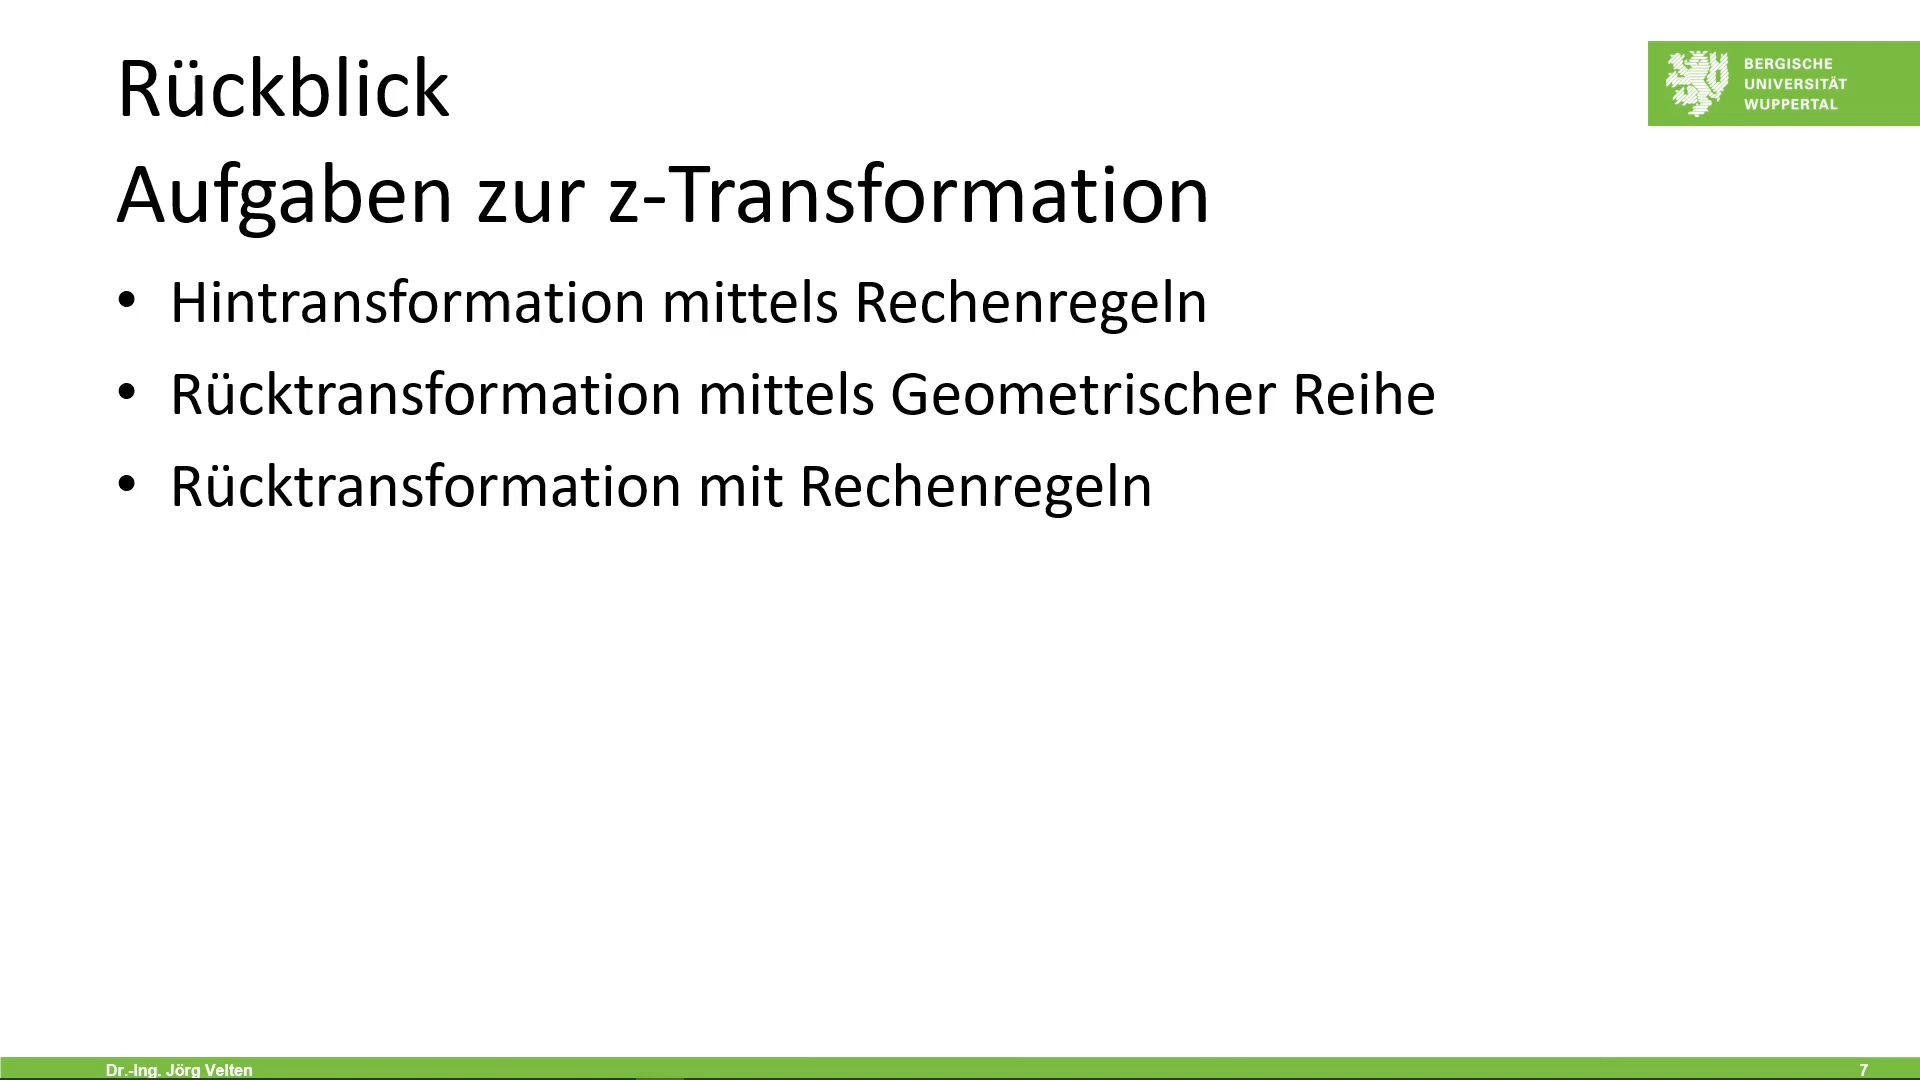 Rückblick
Aufgaben zur z-Transformation
• Hintransformation mittels Rechenregeln
• Rücktransformation mittels Geometrischer Reihe
• Rücktransformation mit Rechenregeln
BERGISCHE
UNIVERSITÄT
WUPPERTAL
Dr.-Ing. Jörg Velten
7